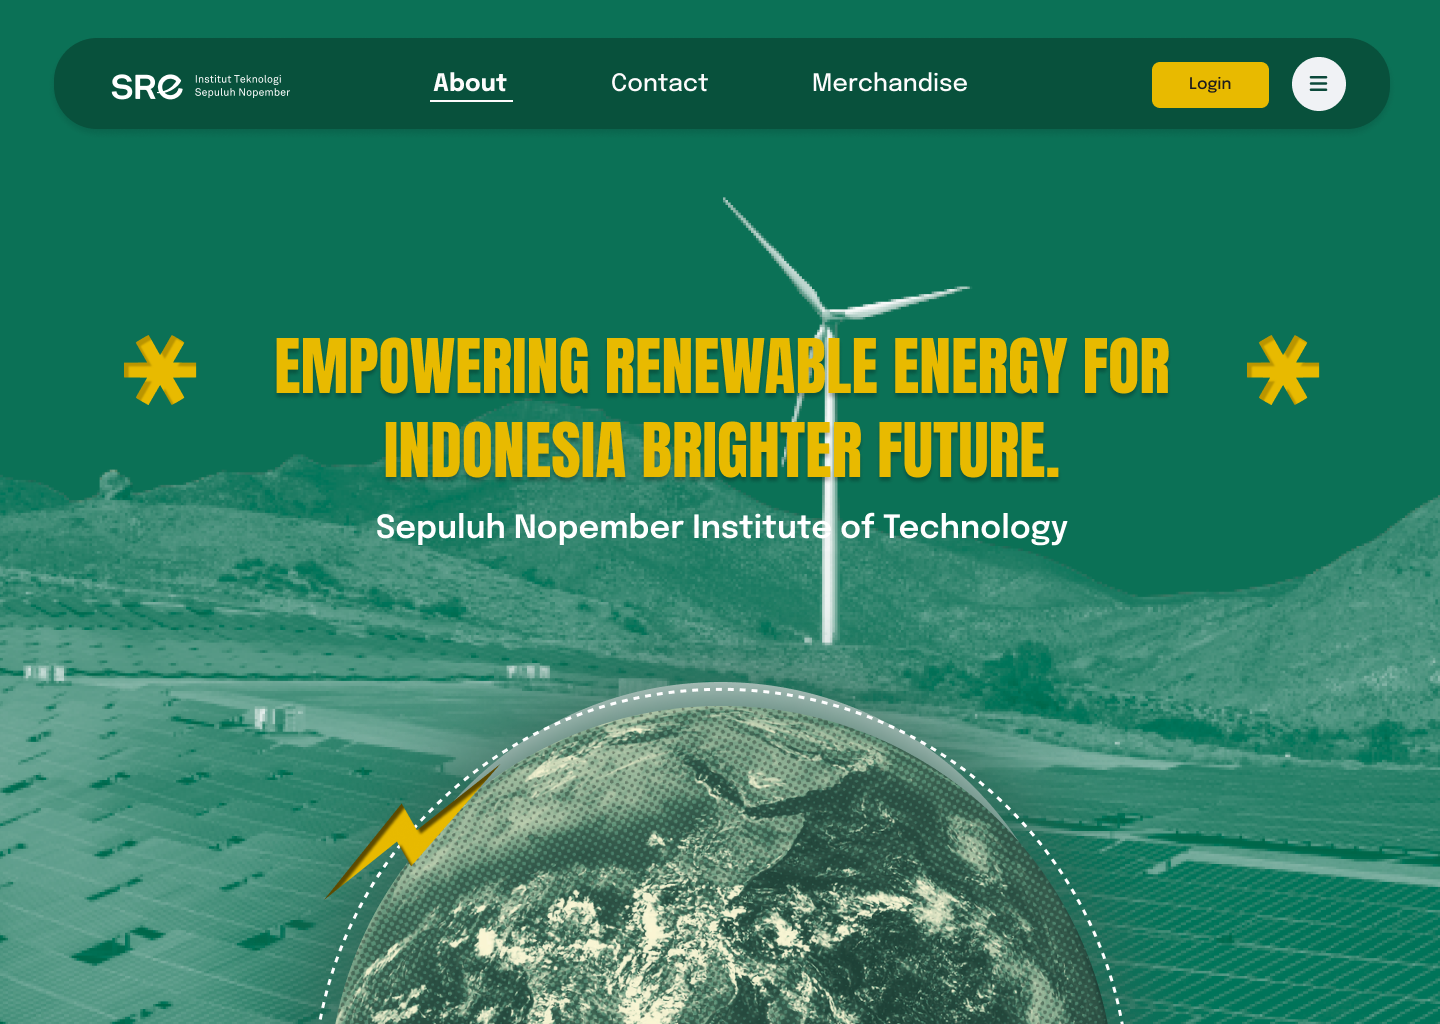 SRe
Institut Teknologi
Sepuluh Nopember
About
Contact
Merchandise
Login
EMPOWERING RENEWABLE ENERGY FOR
INDONESIA BRIGHTER FUTURE.
Sepuluh Nopember Institute of Technology